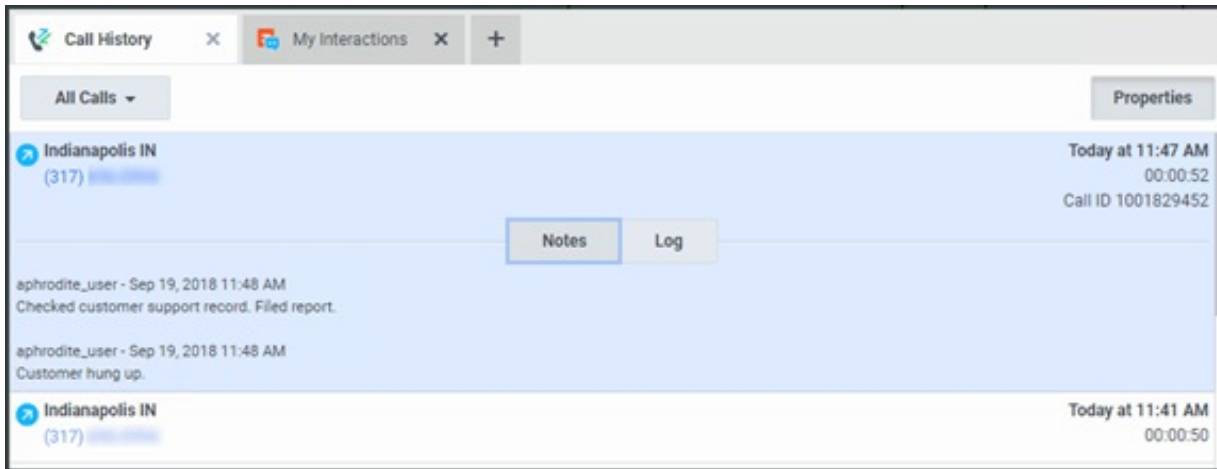 Call History × My Interactions × +
All Calls Properties
Indianapolis IN Today at 11:47 AM
(317) 00:00:52
Call ID 1001829452
Notes Log
aphrodite_user - Sep 19, 2018 11:48 AM
Checked customer support record. Filed report.
aphrodite_user - Sep 19, 2018 11:48 AM
Customer hung up.
Indianapolis IN Today at 11:41 AM
(317) 00:00:50